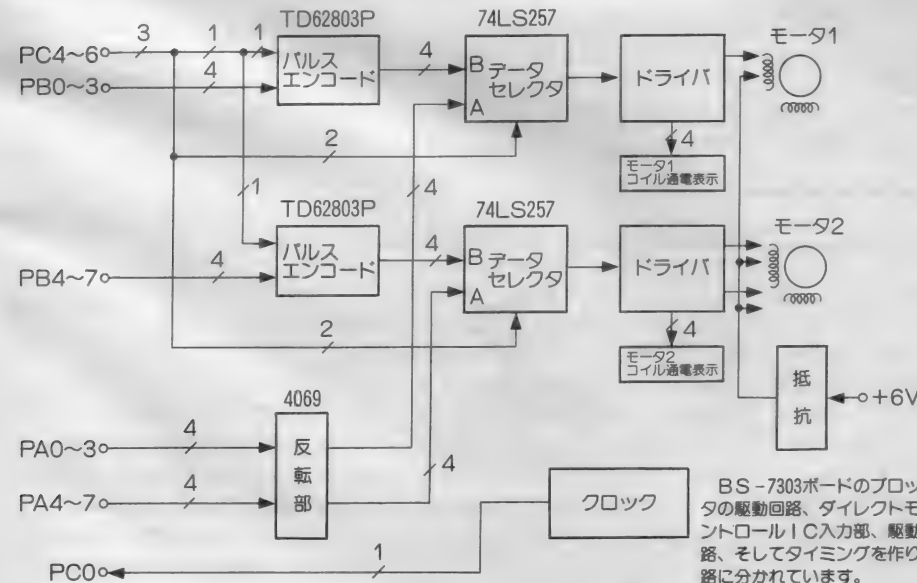 TD62803P
74LS257
モータ1
PC4~6
3
1
1
パルス
エンコード
4
B データ
セレクタ
A
ドライバ
PB0~3
4
2
4
モータ1
コイル通電表示
4
1
TD62803P
74LS257
モータ2
パルス
エンコード
4
B データ
セレクタ
A
ドライバ
PB4~7
4
2
4
モータ2
コイル通電表示
抵
抗
+6V
4069
PA0~3
4
反
転
部
4
PA4~7
4
クロック
PC0
1
BS-7303ボードのブロッ
タの駆動回路、ダイレクトモ
ントロールIC入力部、駆動
路、そしてタイミングを作り
路に分かれています。